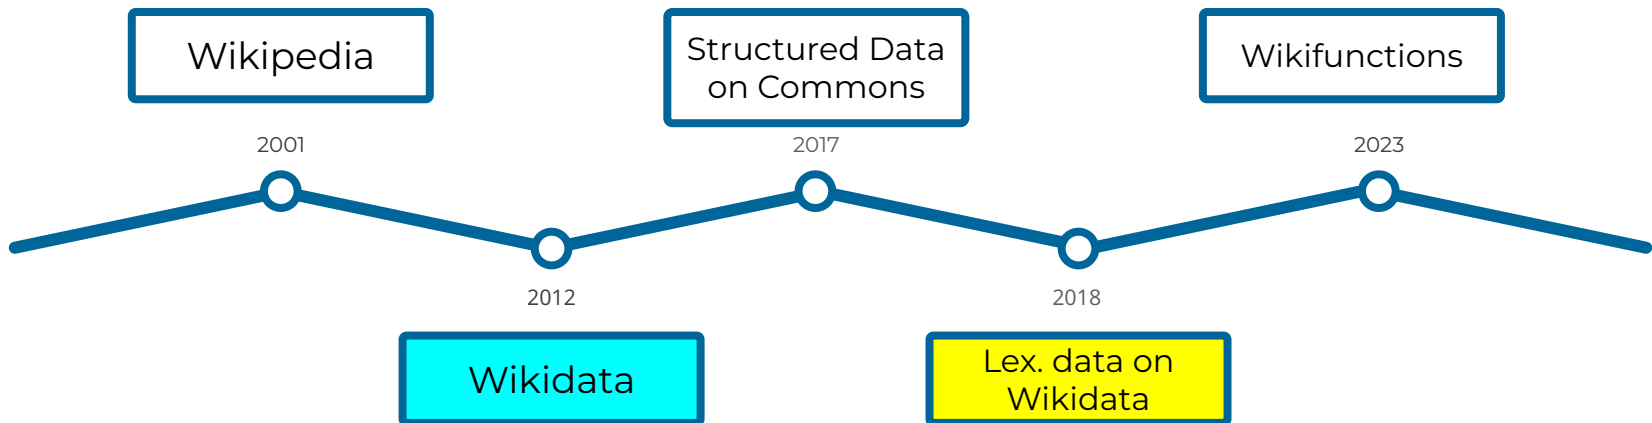 Wikipedia
Structured Data
on Commons
Wikifunctions
2001
2017
2023
2012
2018
Wikidata
Lex. data on
Wikidata